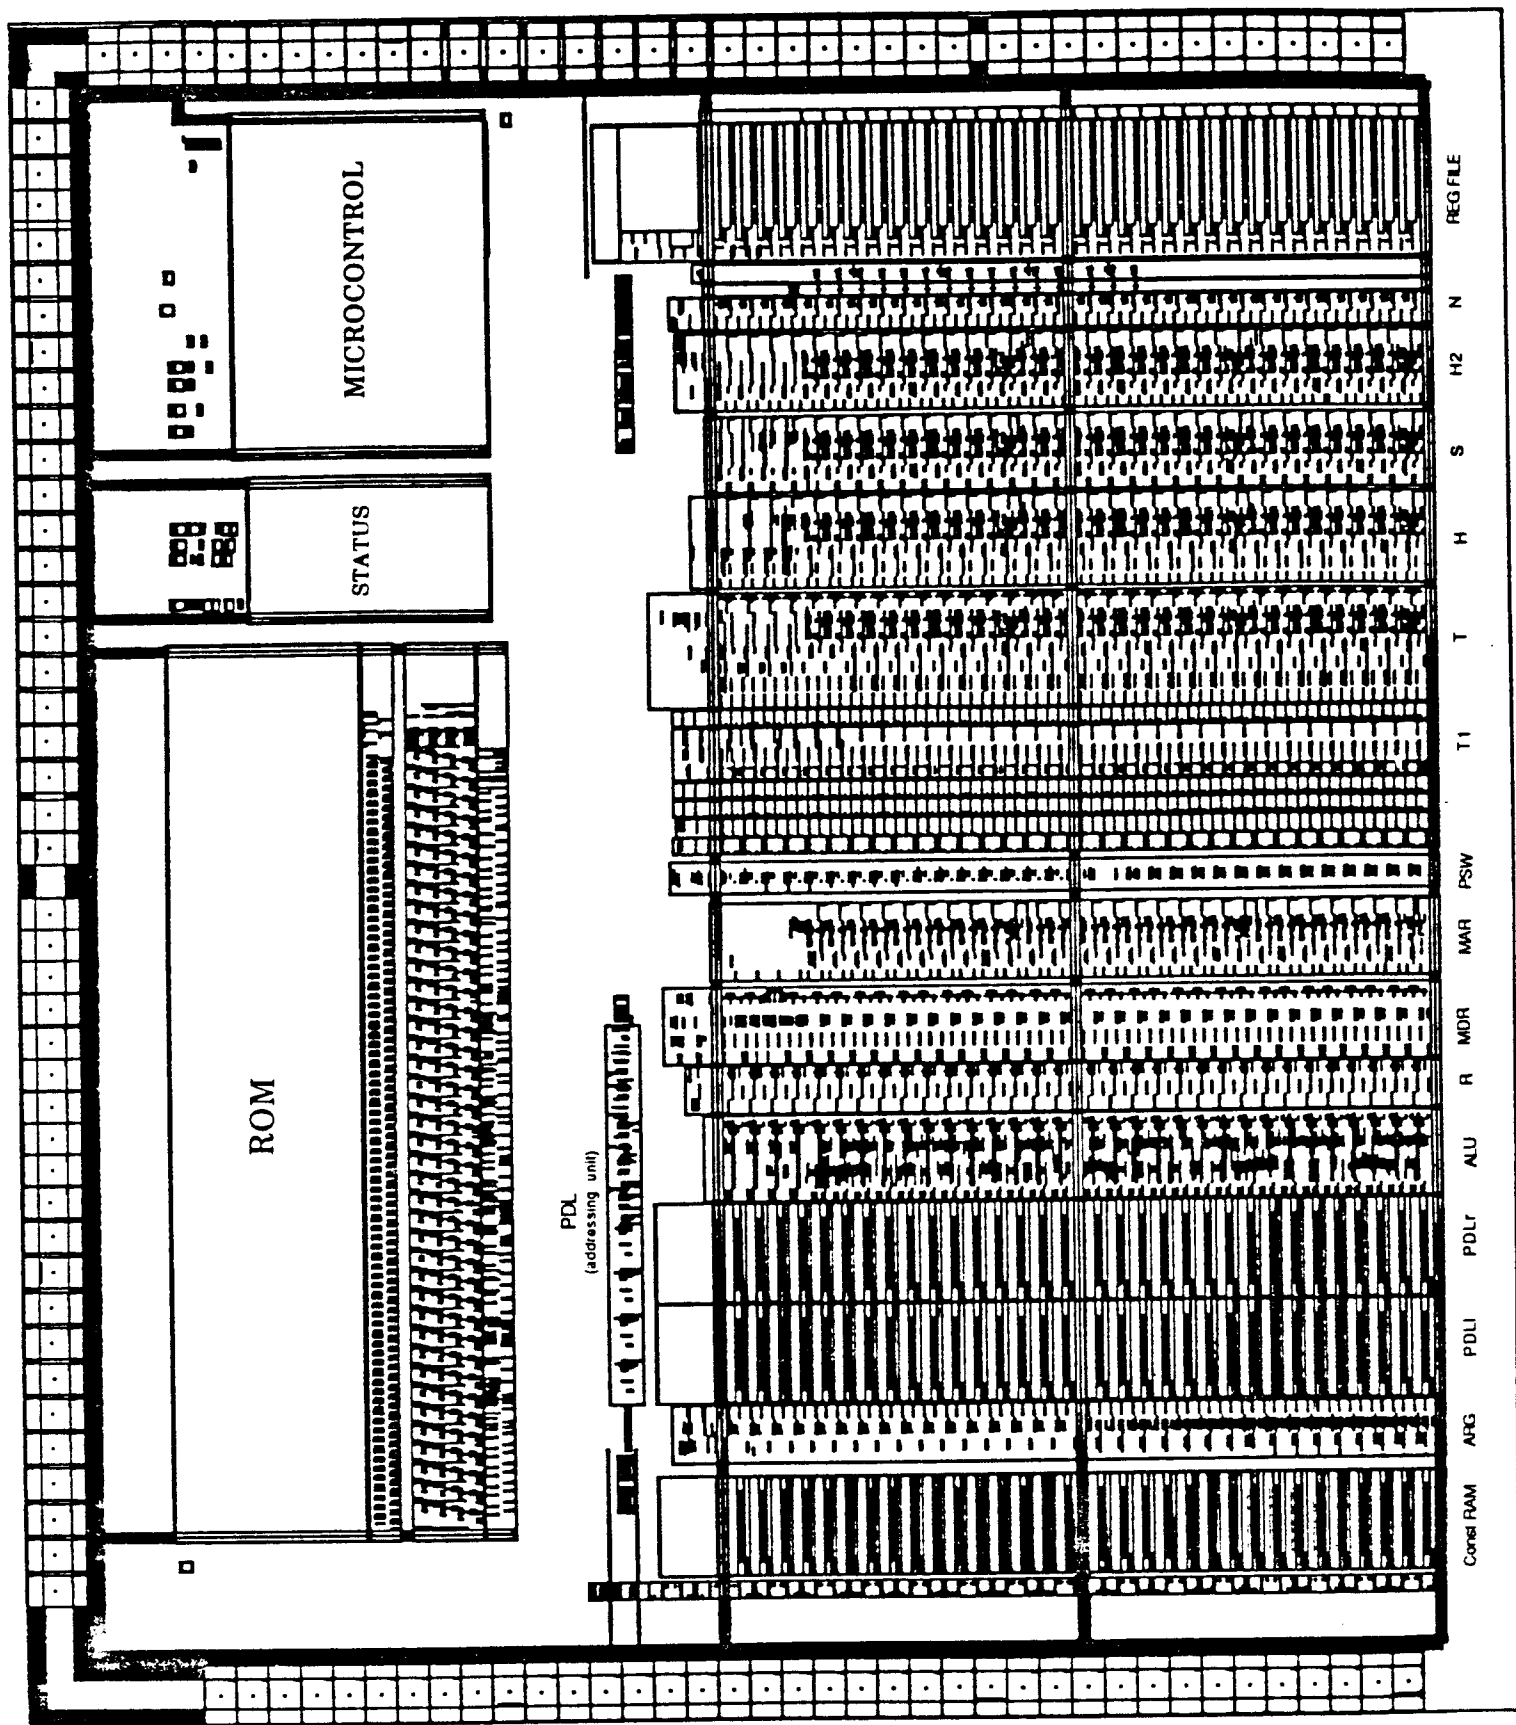 MICROCONTROL
STATUS
ROM
PDL
(addressing unit)
REG FILE
N
H2
S
H
T
T1
PSW
MAR
MDR
R
ALU
PDLr
PDLl
ARG
Const RAM